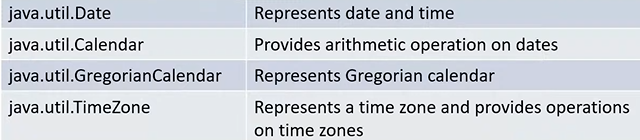 java.util.Date Represents date and time
java.util.Calendar Provides arithmetic operation on dates
java.util.GregorianCalendar Represents Gregorian calendar
java.util.TimeZone Represents a time zone and provides operations
on time zones